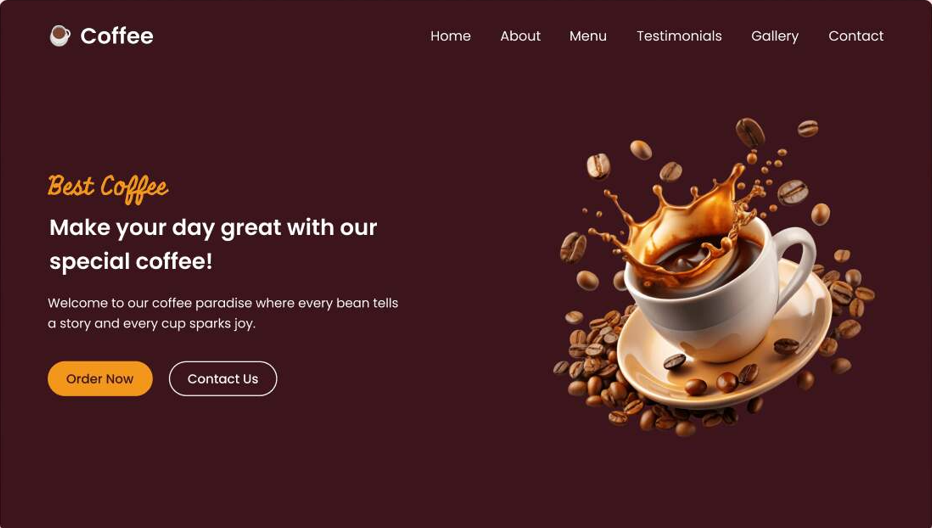 Coffee
Home About Menu Testimonials Gallery Contact
Best Coffee
Make your day great with our
special coffee!
Welcome to our coffee paradise where every bean tells
a story and every cup sparks joy.
Order Now
Contact Us